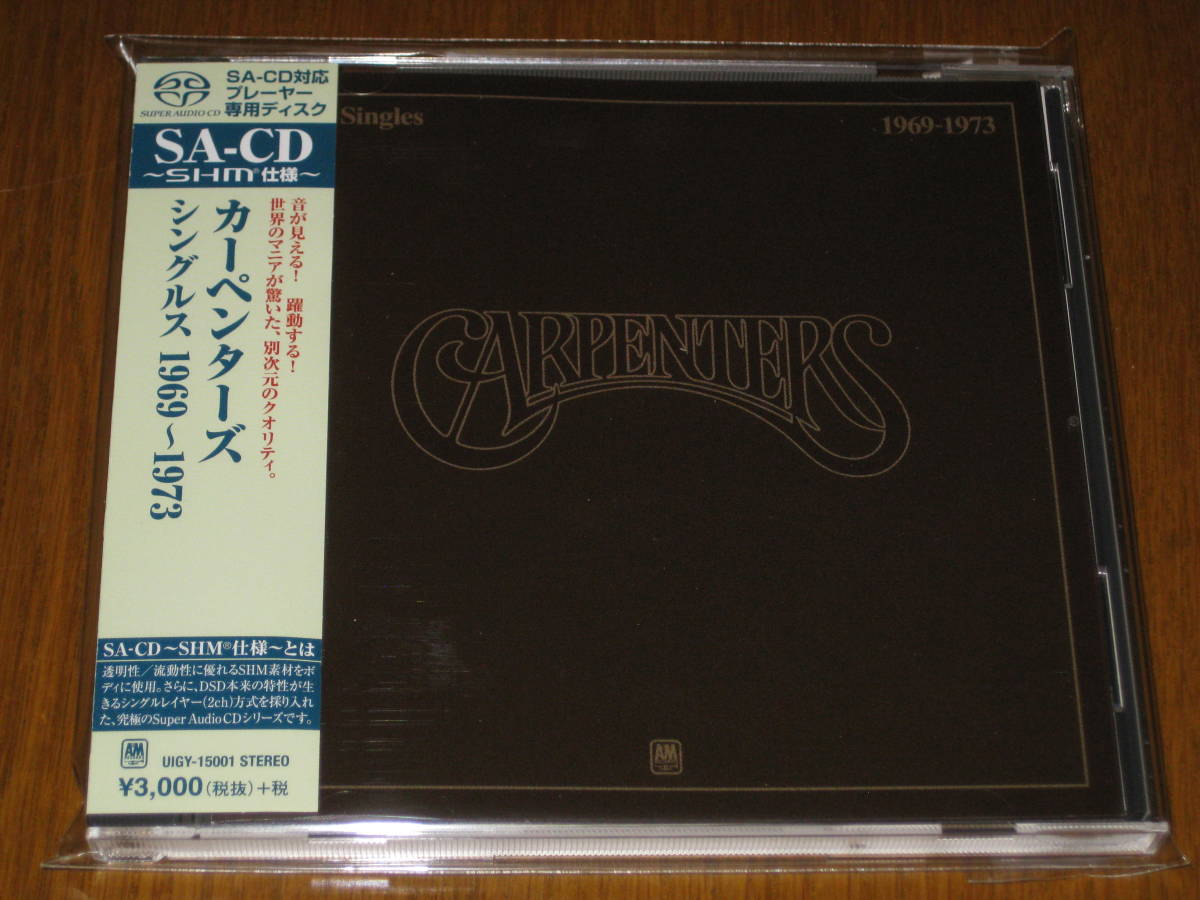 SUPER AUDIO CD
SA-CD対応
プレーヤー
専用ディスク
SA-CD
～SHM®仕様～
音が見える! 躍動する!
世界のマニアが驚いた、別次元のクオリティ。
カーペンターズ
シングルス 1969～1973
SA-CD～SHM®仕様～とは
透明性／流動性に優れるSHM素材をボ
ディに使用。さらに、DSD本来の特性が生
きるシングルレイヤー(2ch)方式を採り入れ
た、究極のSuper Audio CDシリーズです。
A&M
UIGY-15001 STEREO
¥3,000(税抜)+税
Singles
1969-1973
CARPENTERS
A&M